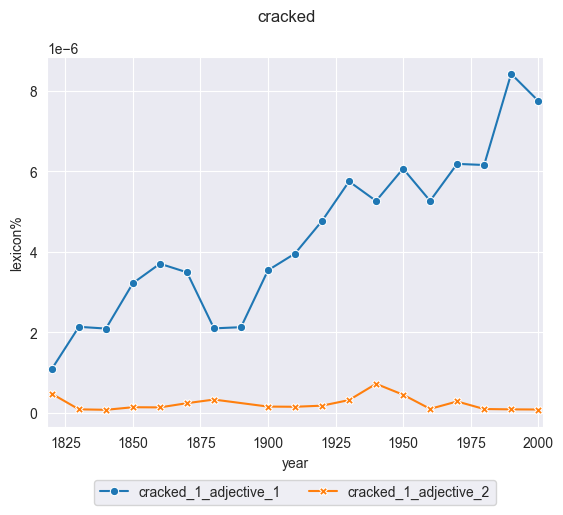 cracked
1e−6
8
6
4
2
0
lexicon%
1825 1850 1875 1900 1925 1950 1975 2000
year
cracked_1_adjective_1 cracked_1_adjective_2